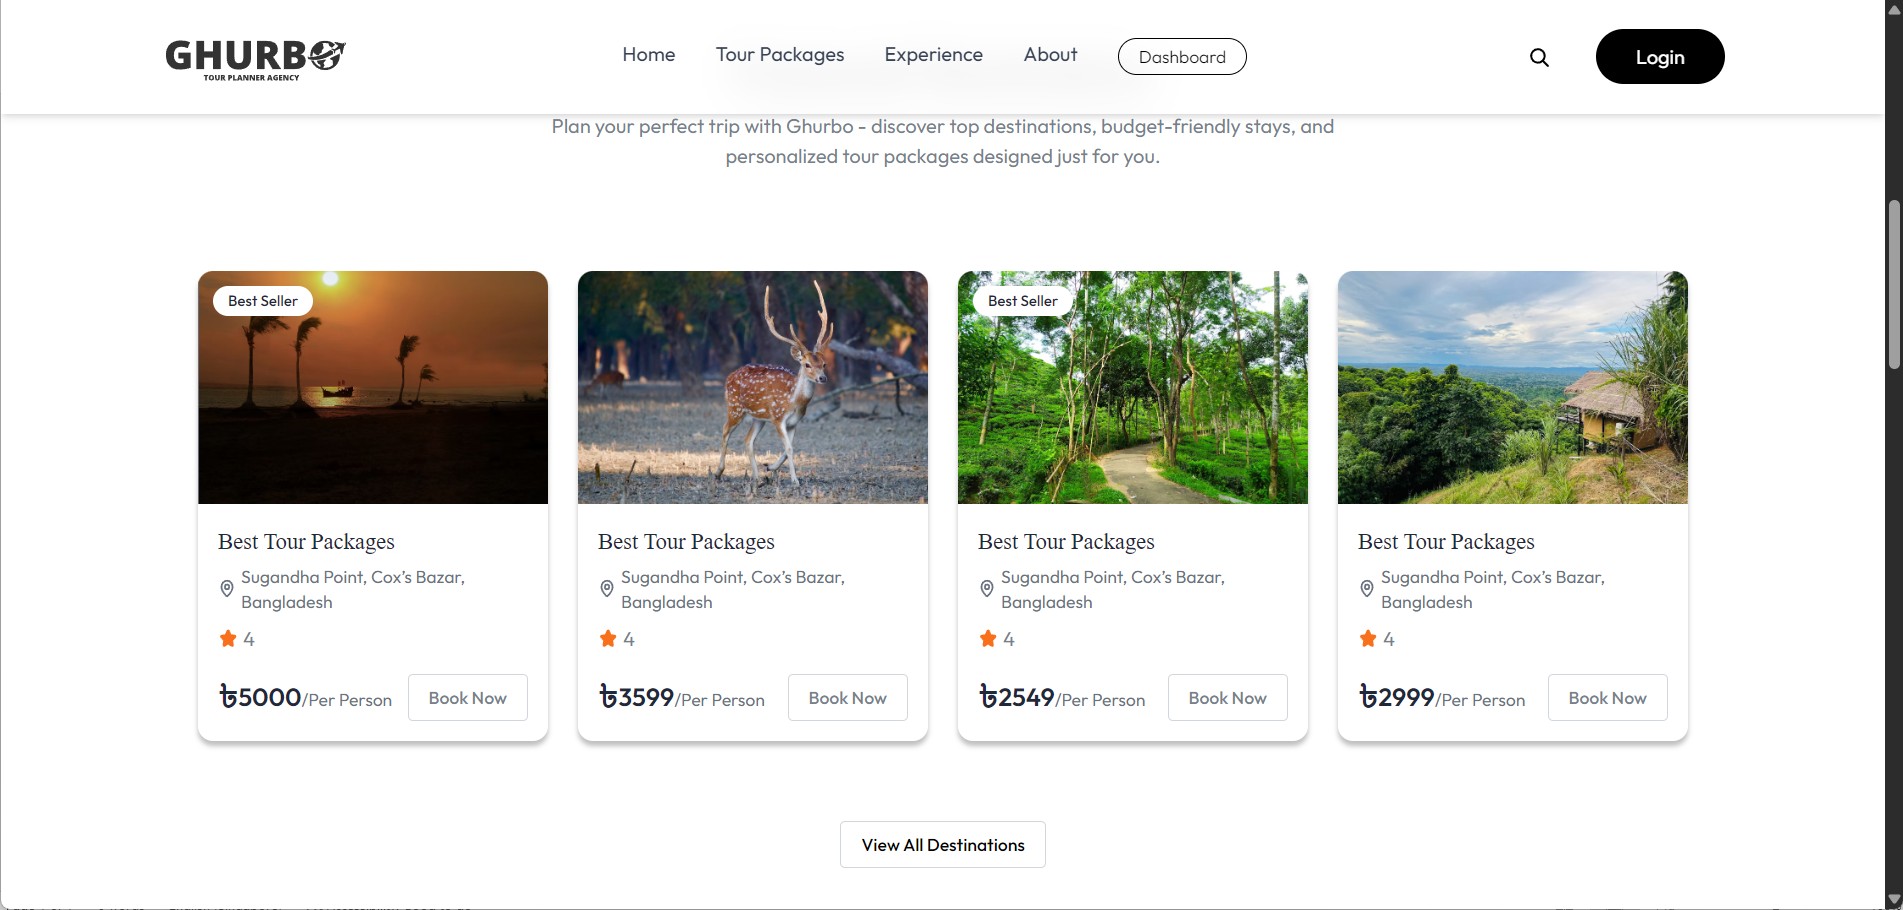 GHURBO
TOUR PLANNER AGENCY
Home
Tour Packages
Experience
About
Dashboard
Login
Plan your perfect trip with Ghurbo - discover top destinations, budget-friendly stays, and
personalized tour packages designed just for you.
Best Seller
Best Tour Packages
Sugandha Point, Cox’s Bazar,
Bangladesh
4
৳5000/Per Person
Book Now
Best Tour Packages
Sugandha Point, Cox’s Bazar,
Bangladesh
4
৳3599/Per Person
Book Now
Best Seller
Best Tour Packages
Sugandha Point, Cox’s Bazar,
Bangladesh
4
৳2549/Per Person
Book Now
Best Tour Packages
Sugandha Point, Cox’s Bazar,
Bangladesh
4
৳2999/Per Person
Book Now
View All Destinations